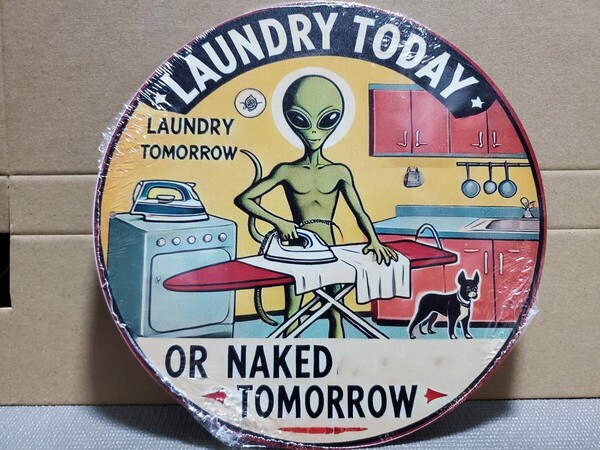 LAUNDRY TODAY
LAUNDRY
TOMORROW
OR NAKED
TOMORROW